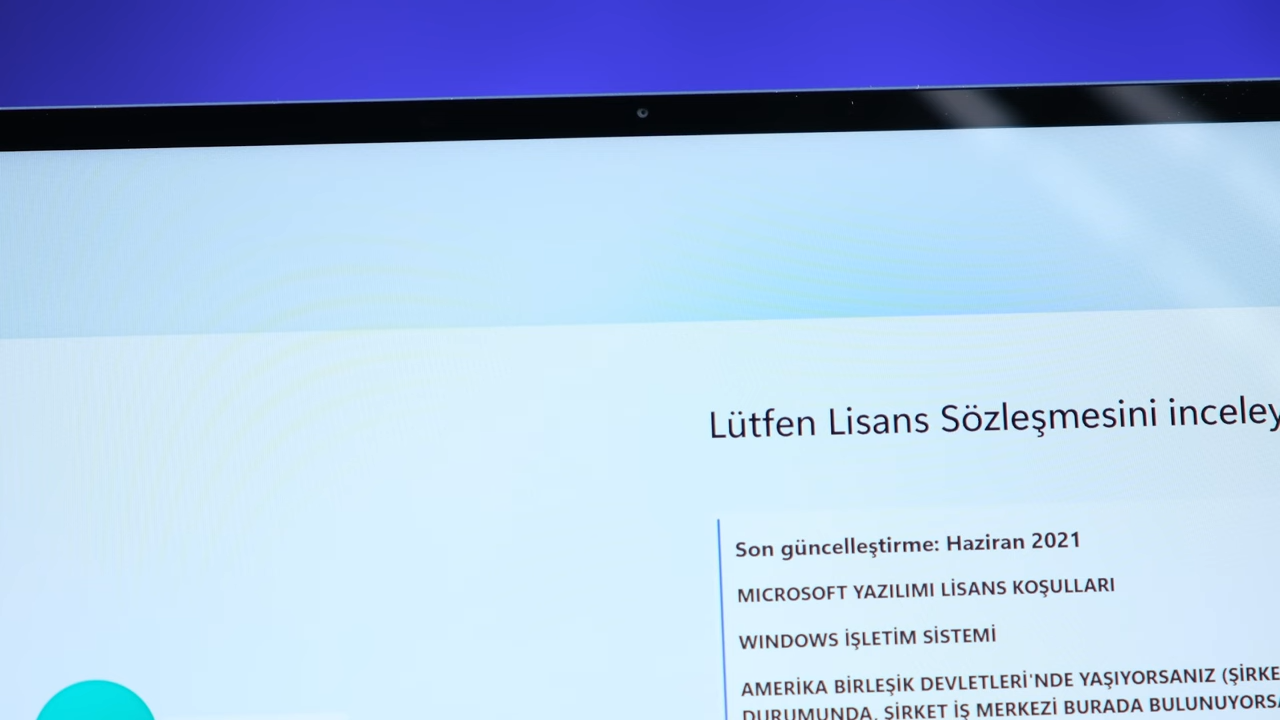 Lütfen Lisans Sözleşmesini inceley
Son güncelleştirme: Haziran 2021
MICROSOFT YAZILIMI LİSANS KOŞULLARI
WINDOWS İŞLETİM SİSTEMİ
AMERİKA BİRLEŞİK DEVLETLERİ'NDE YAŞIYORSANIZ (ŞİRKE
DURUMUNDA, ŞİRKET İŞ MERKEZİ BURADA BULUNUYORSA